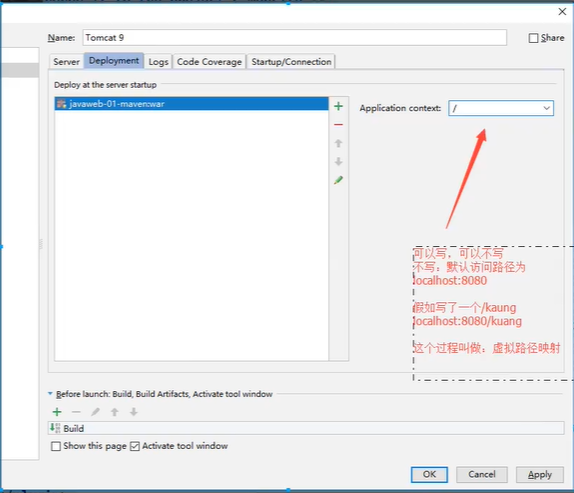 Name:
Tomcat 9
Share
Server
Deployment
Logs
Code Coverage
Startup/Connection
Deploy at the server startup
javaweb-01-maven:war
Application context:
/
可以写，可以不写
不写：默认访问路径为
localhost:8080
假如写了一个/kaung
localhost:8080/kuang
这个过程叫做：虚拟路径映射
Before launch: Build, Build Artifacts, Activate tool window
Build
Show this page
Activate tool window
OK
Cancel
Apply